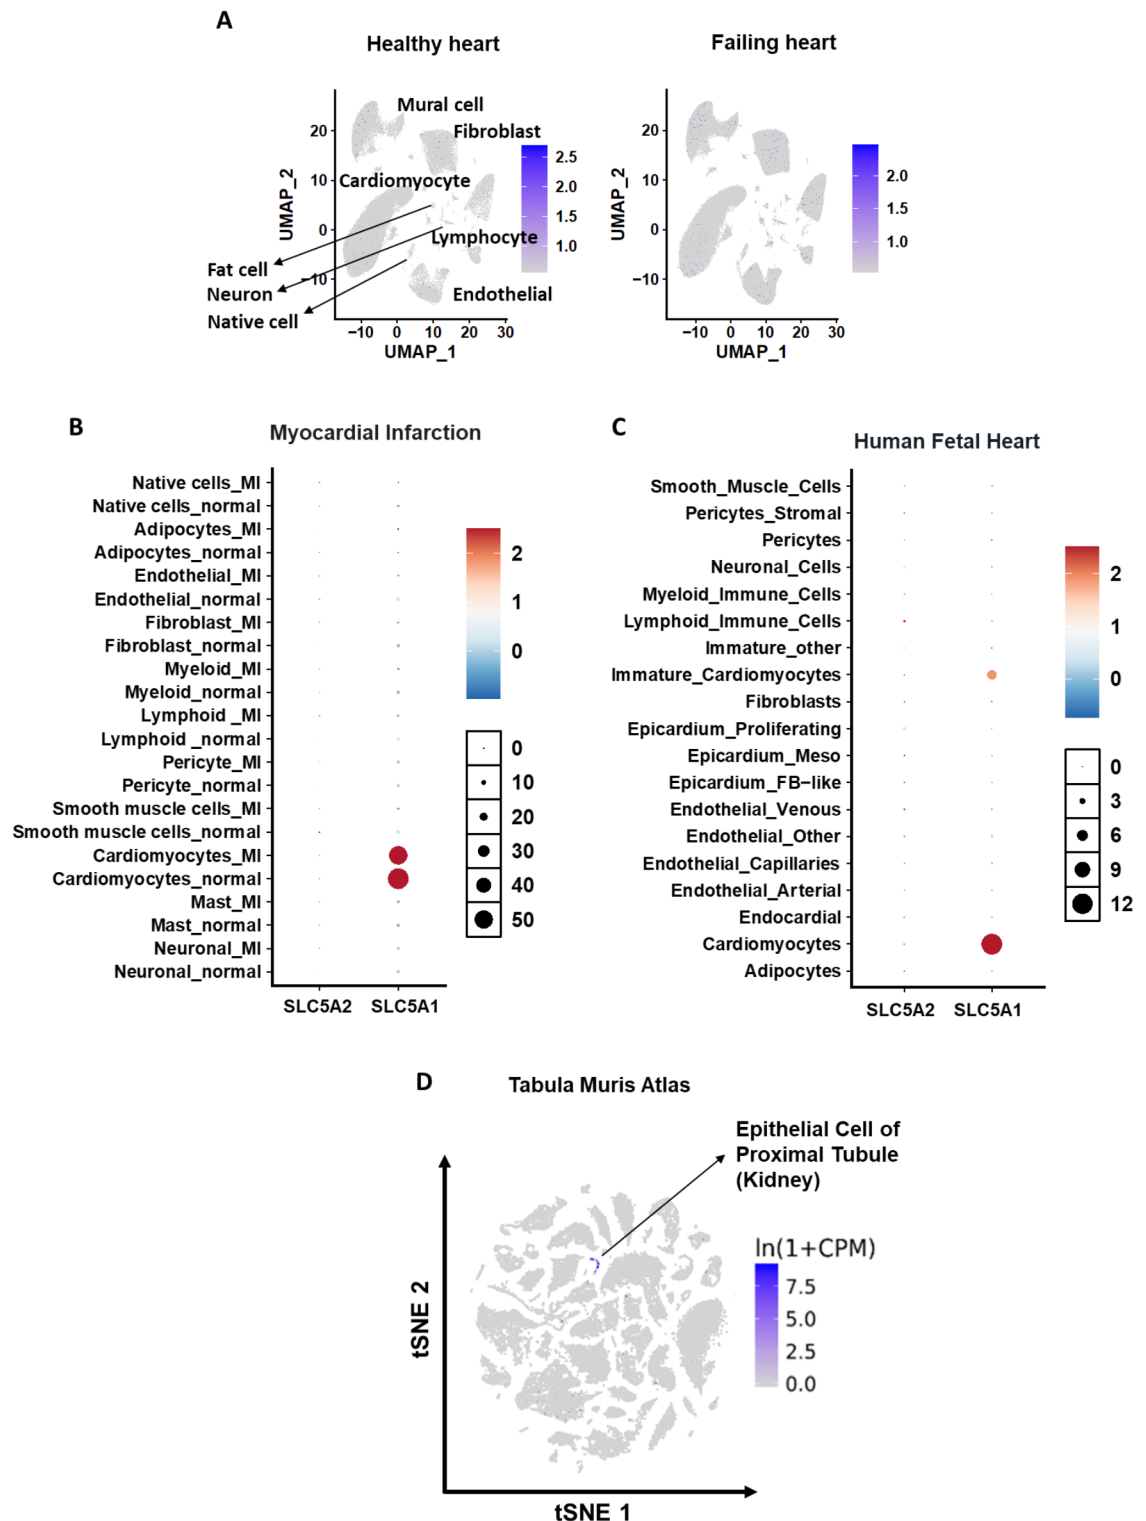 A
Healthy heart
Failing heart
Mural cell
Fibroblast
Cardiomyocyte
Lymphocyte
Endothelial
Fat cell
Neuron
Native cell
20
10
0
−10
UMAP_2
−10 0 10 20 30
UMAP_1
2.5
2.0
1.5
1.0
20
10
0
−10
UMAP_2
−10 0 10 20 30
UMAP_1
2.0
1.5
1.0
B
Myocardial Infarction
Native cells_MI
Native cells_normal
Adipocytes_MI
Adipocytes_normal
Endothelial_MI
Endothelial_normal
Fibroblast_MI
Fibroblast_normal
Myeloid_MI
Myeloid_normal
Lymphoid _MI
Lymphoid _normal
Pericyte_MI
Pericyte_normal
Smooth muscle cells_MI
Smooth muscle cells_normal
Cardiomyocytes_MI
Cardiomyocytes_normal
Mast_MI
Mast_normal
Neuronal_MI
Neuronal_normal
SLC5A2 SLC5A1
2
1
0
0
10
20
30
40
50
C
Human Fetal Heart
Smooth_Muscle_Cells
Pericytes_Stromal
Pericytes
Neuronal_Cells
Myeloid_Immune_Cells
Lymphoid_Immune_Cells
Immature_other
Immature_Cardiomyocytes
Fibroblasts
Epicardium_Proliferating
Epicardium_Meso
Epicardium_FB−like
Endothelial_Venous
Endothelial_Other
Endothelial_Capillaries
Endothelial_Arterial
Endocardial
Cardiomyocytes
Adipocytes
SLC5A2 SLC5A1
2
1
0
0
3
6
9
12
D
Tabula Muris Atlas
Epithelial Cell of
Proximal Tubule
(Kidney)
ln(1+CPM)
7.5
5.0
2.5
0.0
tSNE 2
tSNE 1